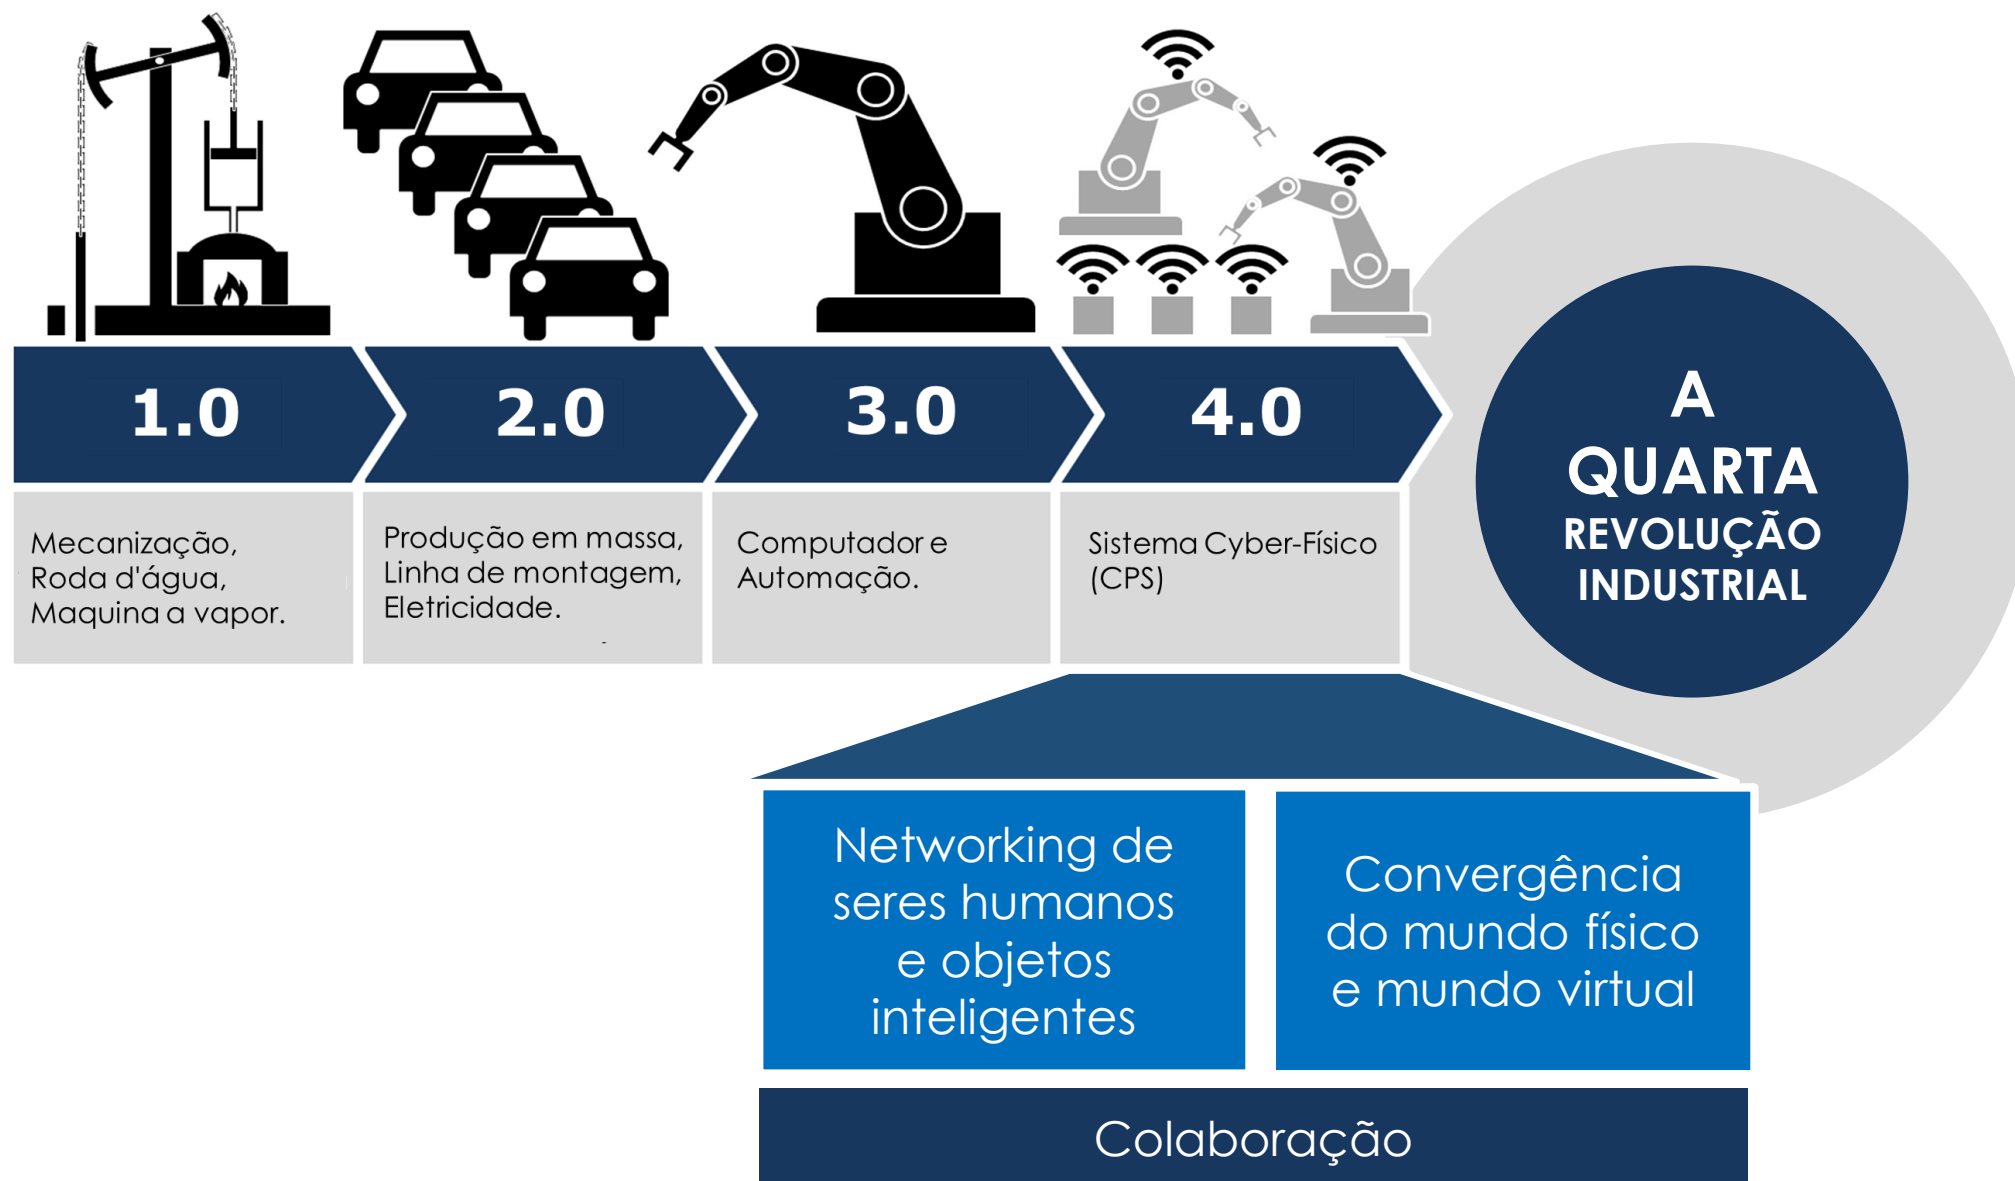 1.0
2.0
3.0
4.0
Mecanização,
Roda d'água,
Maquina a vapor.
Produção em massa,
Linha de montagem,
Eletricidade.
Computador e
Automação.
Sistema Cyber-Físico
(CPS)
A
QUARTA
REVOLUÇÃO
INDUSTRIAL
Networking de
seres humanos
e objetos
inteligentes
Convergência
do mundo físico
e mundo virtual
Colaboração